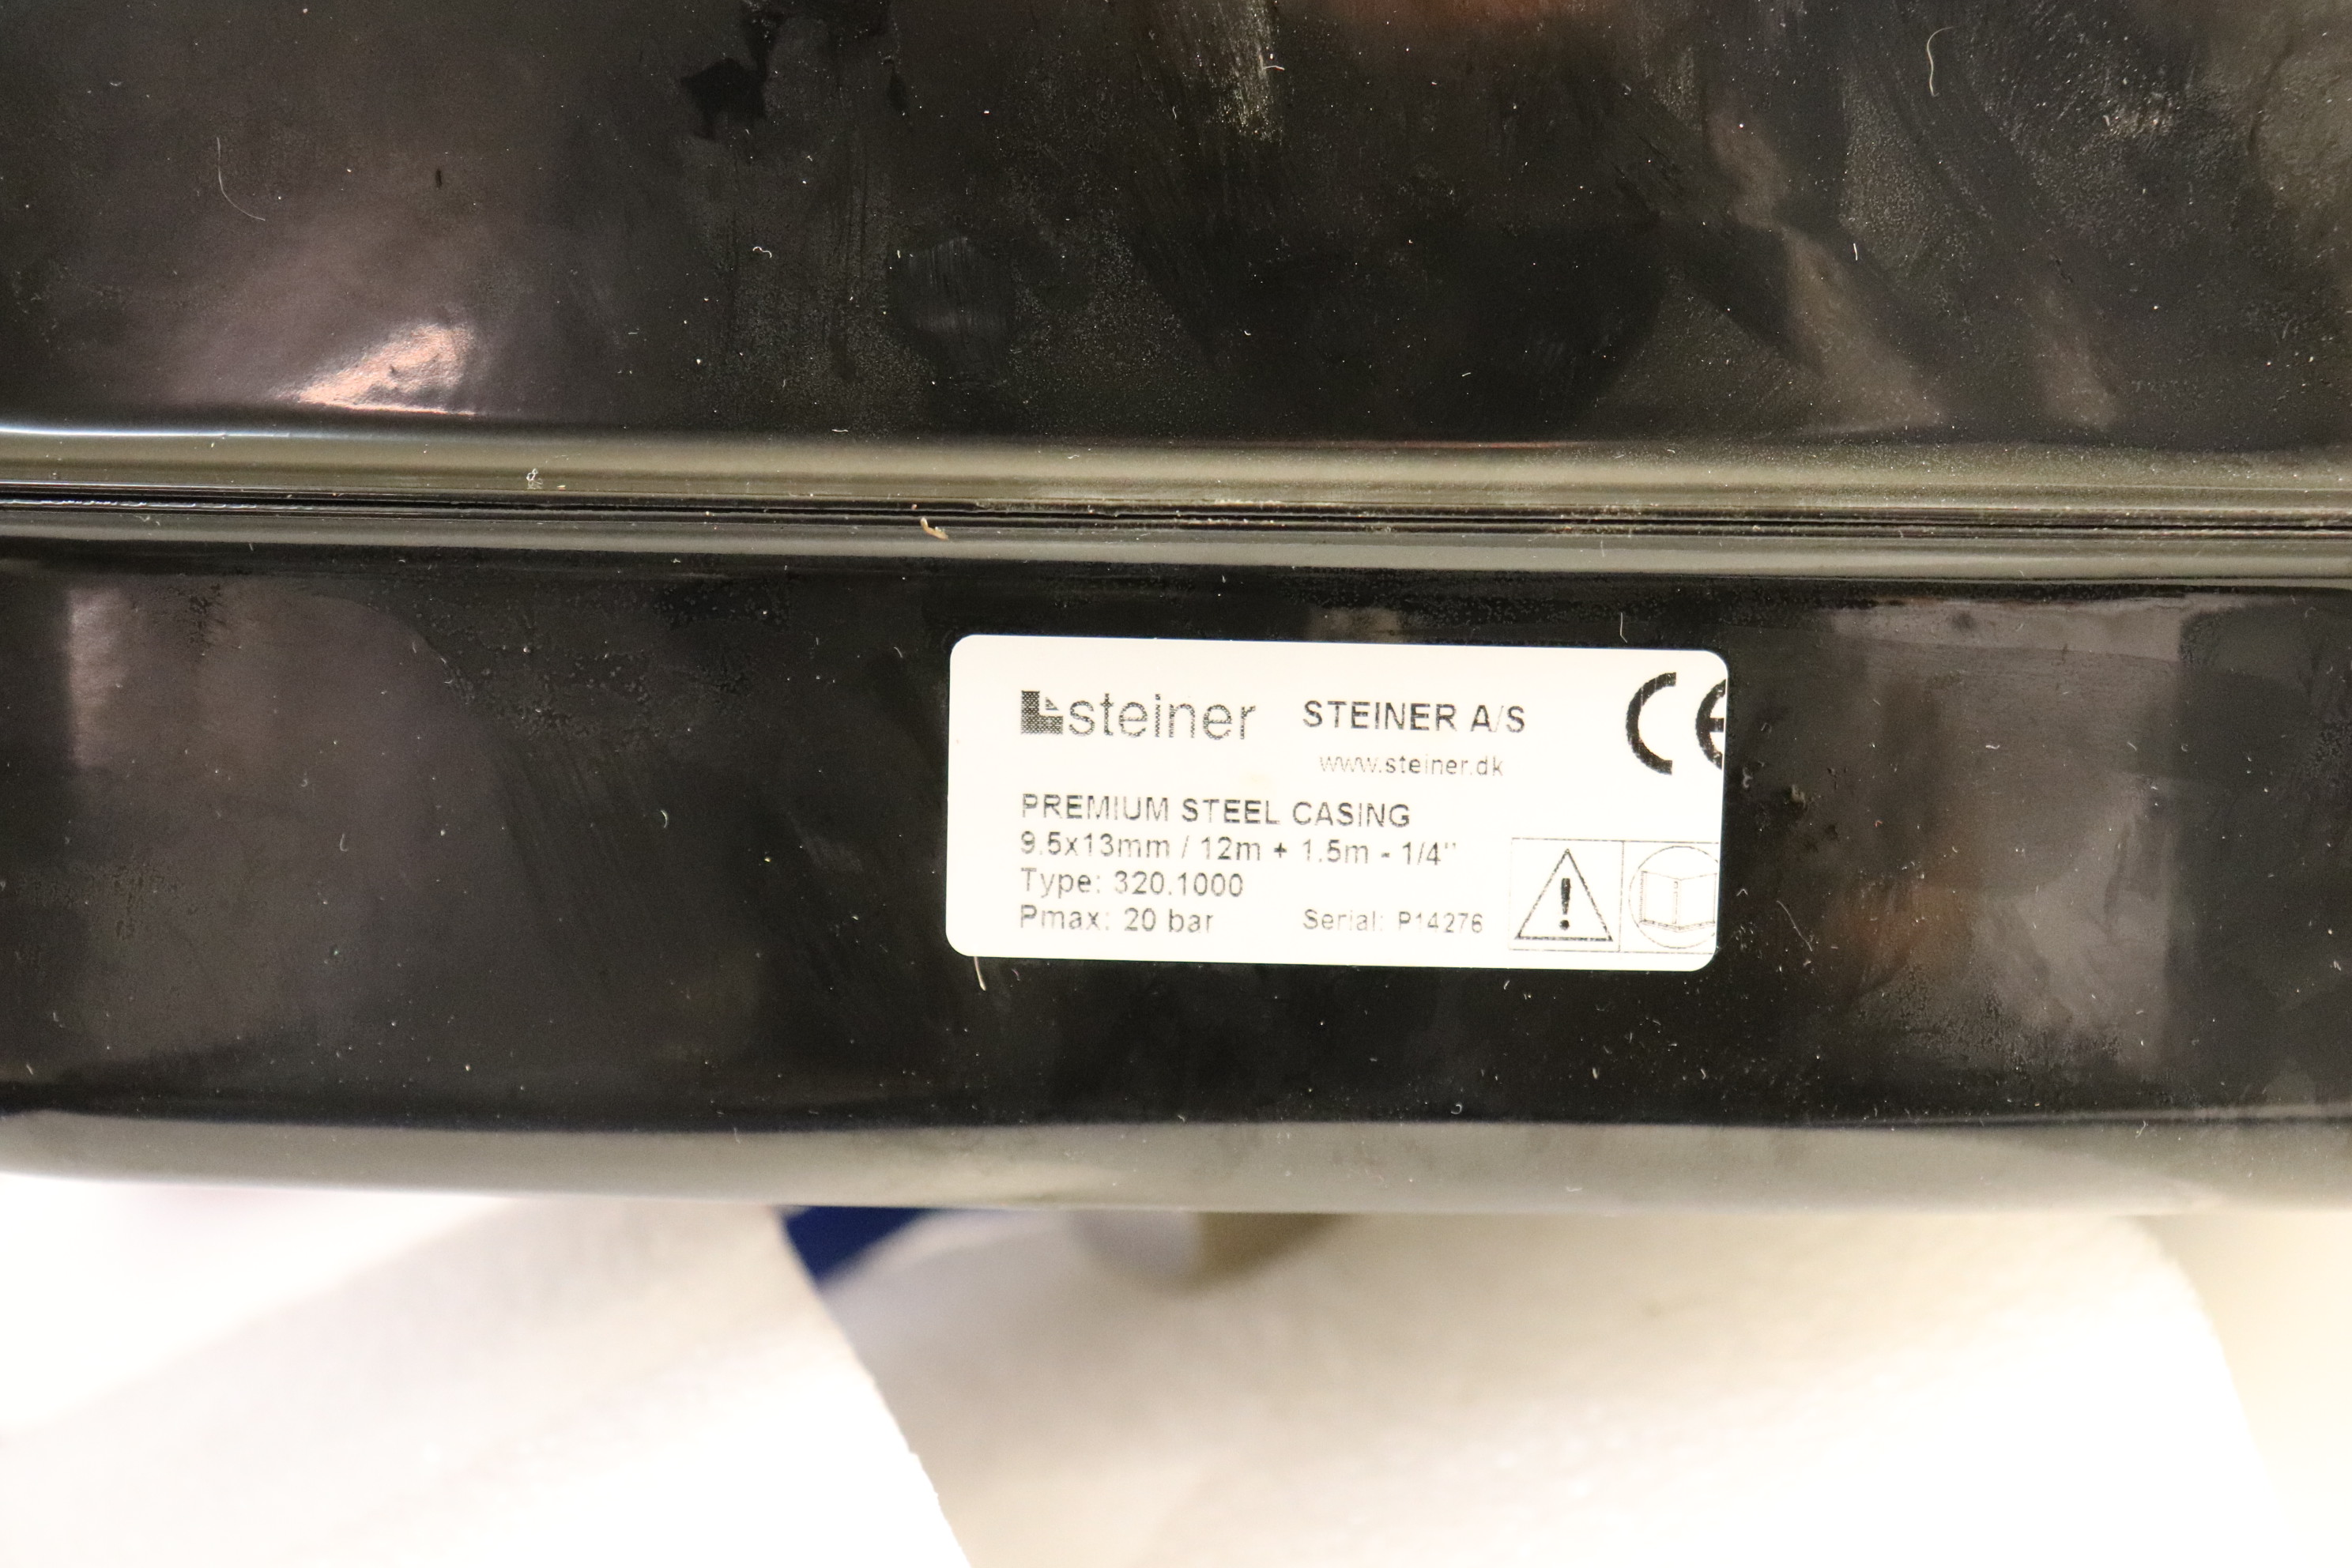 steiner STEINER A/S CE
www.steiner.dk
PREMIUM STEEL CASING
9.5x13mm / 12m + 1.5m - 1/4"
Type: 320.1000
Pmax: 20 bar Serial: P14276